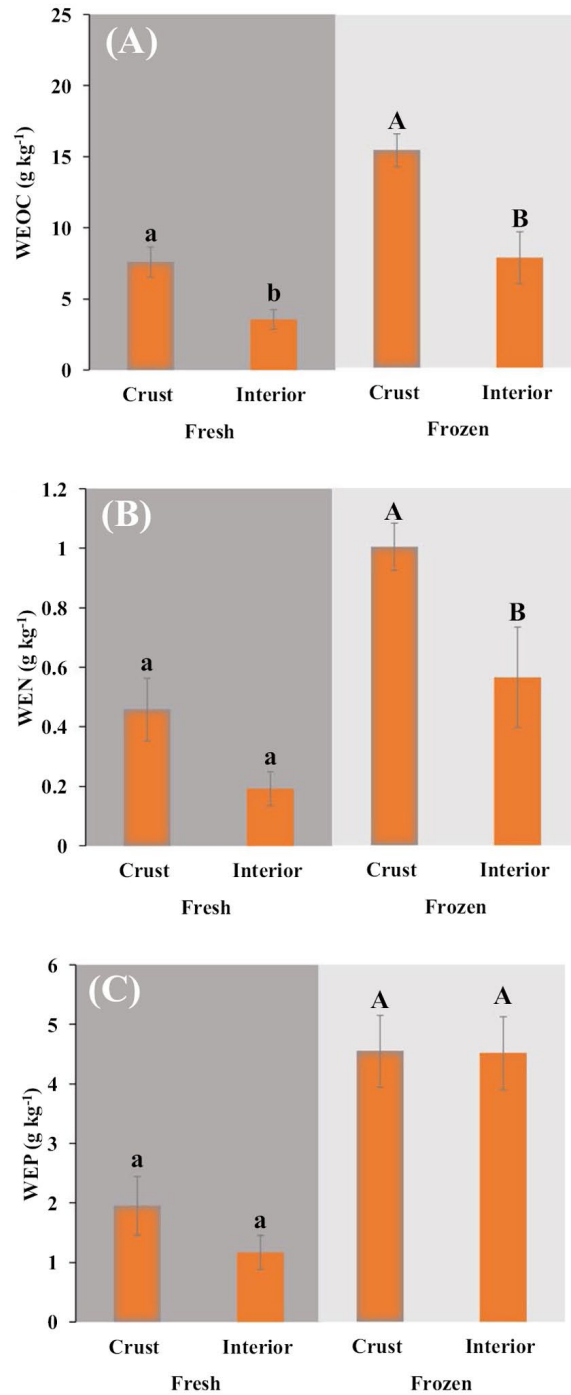 (A)
WEOC (g kg⁻¹)
25
20
15
10
5
0
a
b
A
B
Crust
Interior
Crust
Interior
Fresh
Frozen
(B)
WEN (g kg⁻¹)
1.2
1
0.8
0.6
0.4
0.2
0
a
a
A
B
Crust
Interior
Crust
Interior
Fresh
Frozen
(C)
WEP (g kg⁻¹)
6
5
4
3
2
1
0
a
a
A
A
Crust
Interior
Crust
Interior
Fresh
Frozen